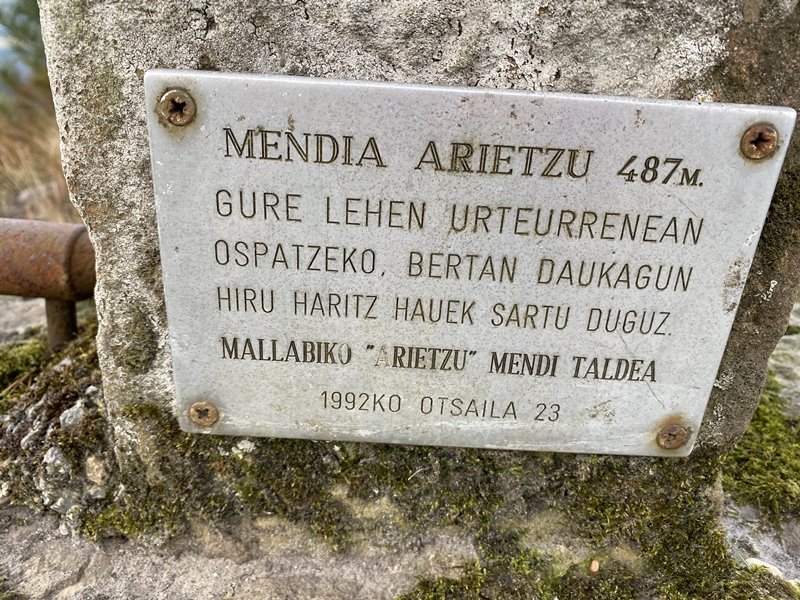 MENDIA ARIETZU 487M.
GURE LEHEN URTEURRENEAN
OSPATZEKO, BERTAN DAUKAGUN
HIRU HARITZ HAUEK SARTU DUGUZ.
MALLABIKO "ARIETZU" MENDI TALDEA
1992KO OTSAILA 23